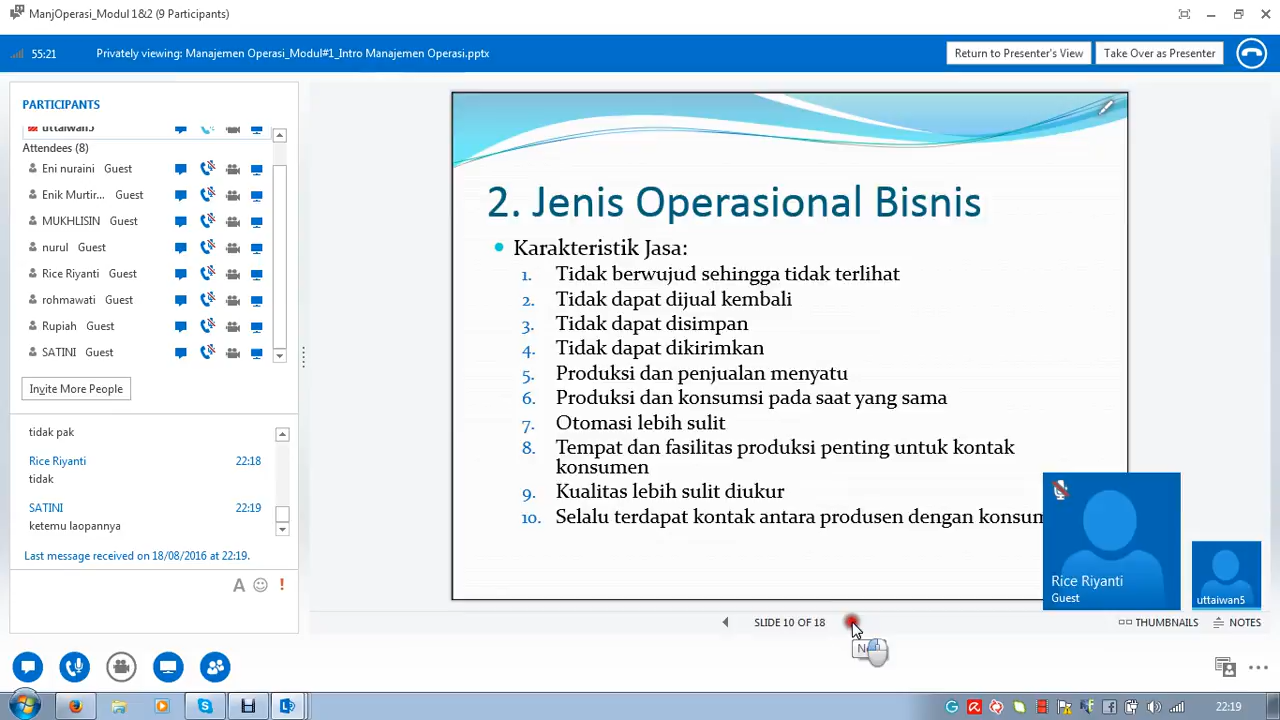 ManjOperasi_Modul 1&2 (9 Participants)
55:21
Privately viewing: Manajemen Operasi_Modul#1_Intro Manajemen Operasi.pptx
Return to Presenter's View
Take Over as Presenter
PARTICIPANTS
uttaiwan5
Attendees (8)
Eni nuraini Guest
Enik Murtir... Guest
MUKHLISIN Guest
nurul Guest
Rice Riyanti Guest
rohmawati Guest
Rupiah Guest
SATINI Guest
Invite More People
tidak pak
Rice Riyanti 22:18
tidak
SATINI 22:19
ketemu laopannya
Last message received on 18/08/2016 at 22:19.
A
2. Jenis Operasional Bisnis
Karakteristik Jasa:
1. Tidak berwujud sehingga tidak terlihat
2. Tidak dapat dijual kembali
3. Tidak dapat disimpan
4. Tidak dapat dikirimkan
5. Produksi dan penjualan menyatu
6. Produksi dan konsumsi pada saat yang sama
7. Otomasi lebih sulit
8. Tempat dan fasilitas produksi penting untuk kontak
konsumen
9. Kualitas lebih sulit diukur
10. Selalu terdapat kontak antara produsen dengan konsum
Rice Riyanti
Guest
uttaiwan5
SLIDE 10 OF 18
THUMBNAILS
NOTES
22:19